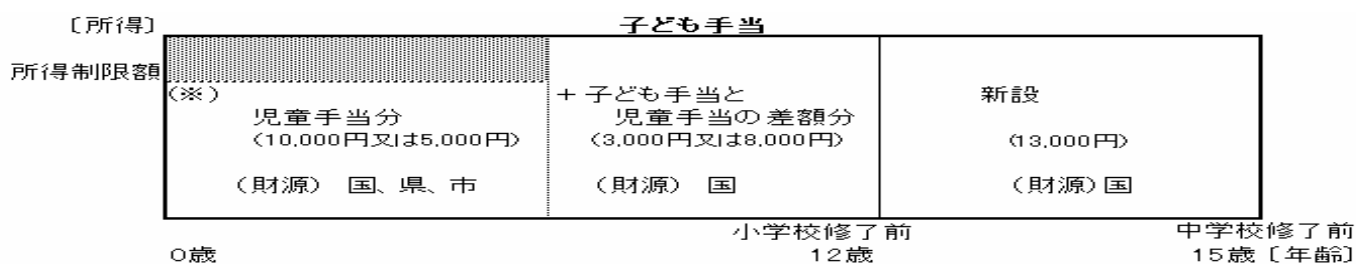 〔所得〕 子ども手当
所得制限額
(※) +子ども手当と 新設
児童手当分 児童手当の差額分
(10,000円又は5,000円) (3,000円又は8,000円) (13,000円)
(財源) 国、県、市 (財源) 国 (財源)国
小学校修了前 中学校修了前
0歳 12歳 15歳〔年齢〕